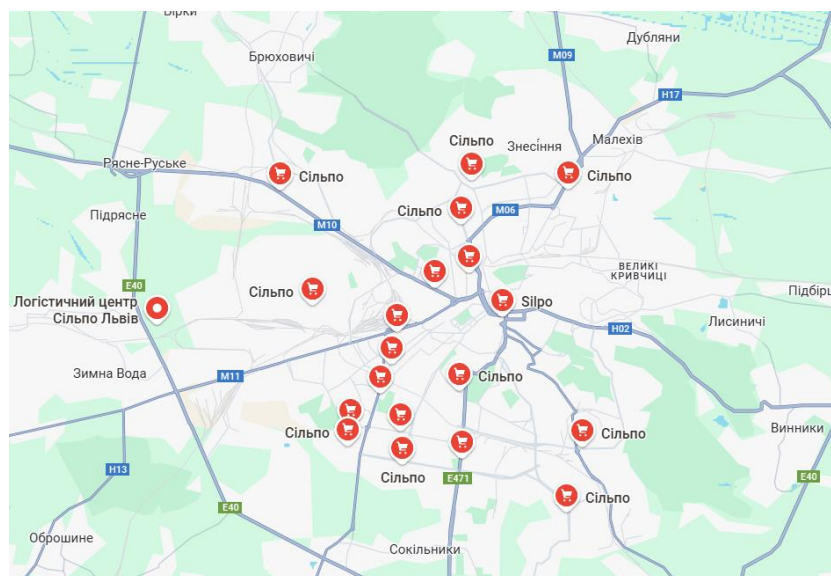 Бірки
Дубляни
Брюховичі
M09
H17
Сільпо
Знесіння
Малехів
Рясне-Руське
Сільпо
Сільпо
Підрясне
Сільпо
M06
M10
ВЕЛИКІ
КРИВЧИЦІ
E40
Сільпо
Підбірц
Логістичний центр
Сільпо Львів
Silpo
Лисиничі
H02
Зимна Вода
M11
Сільпо
Сільпо
Сільпо
Винники
H13
Сільпо
E471
E40
Сільпо
E40
Оброшине
Сокільники